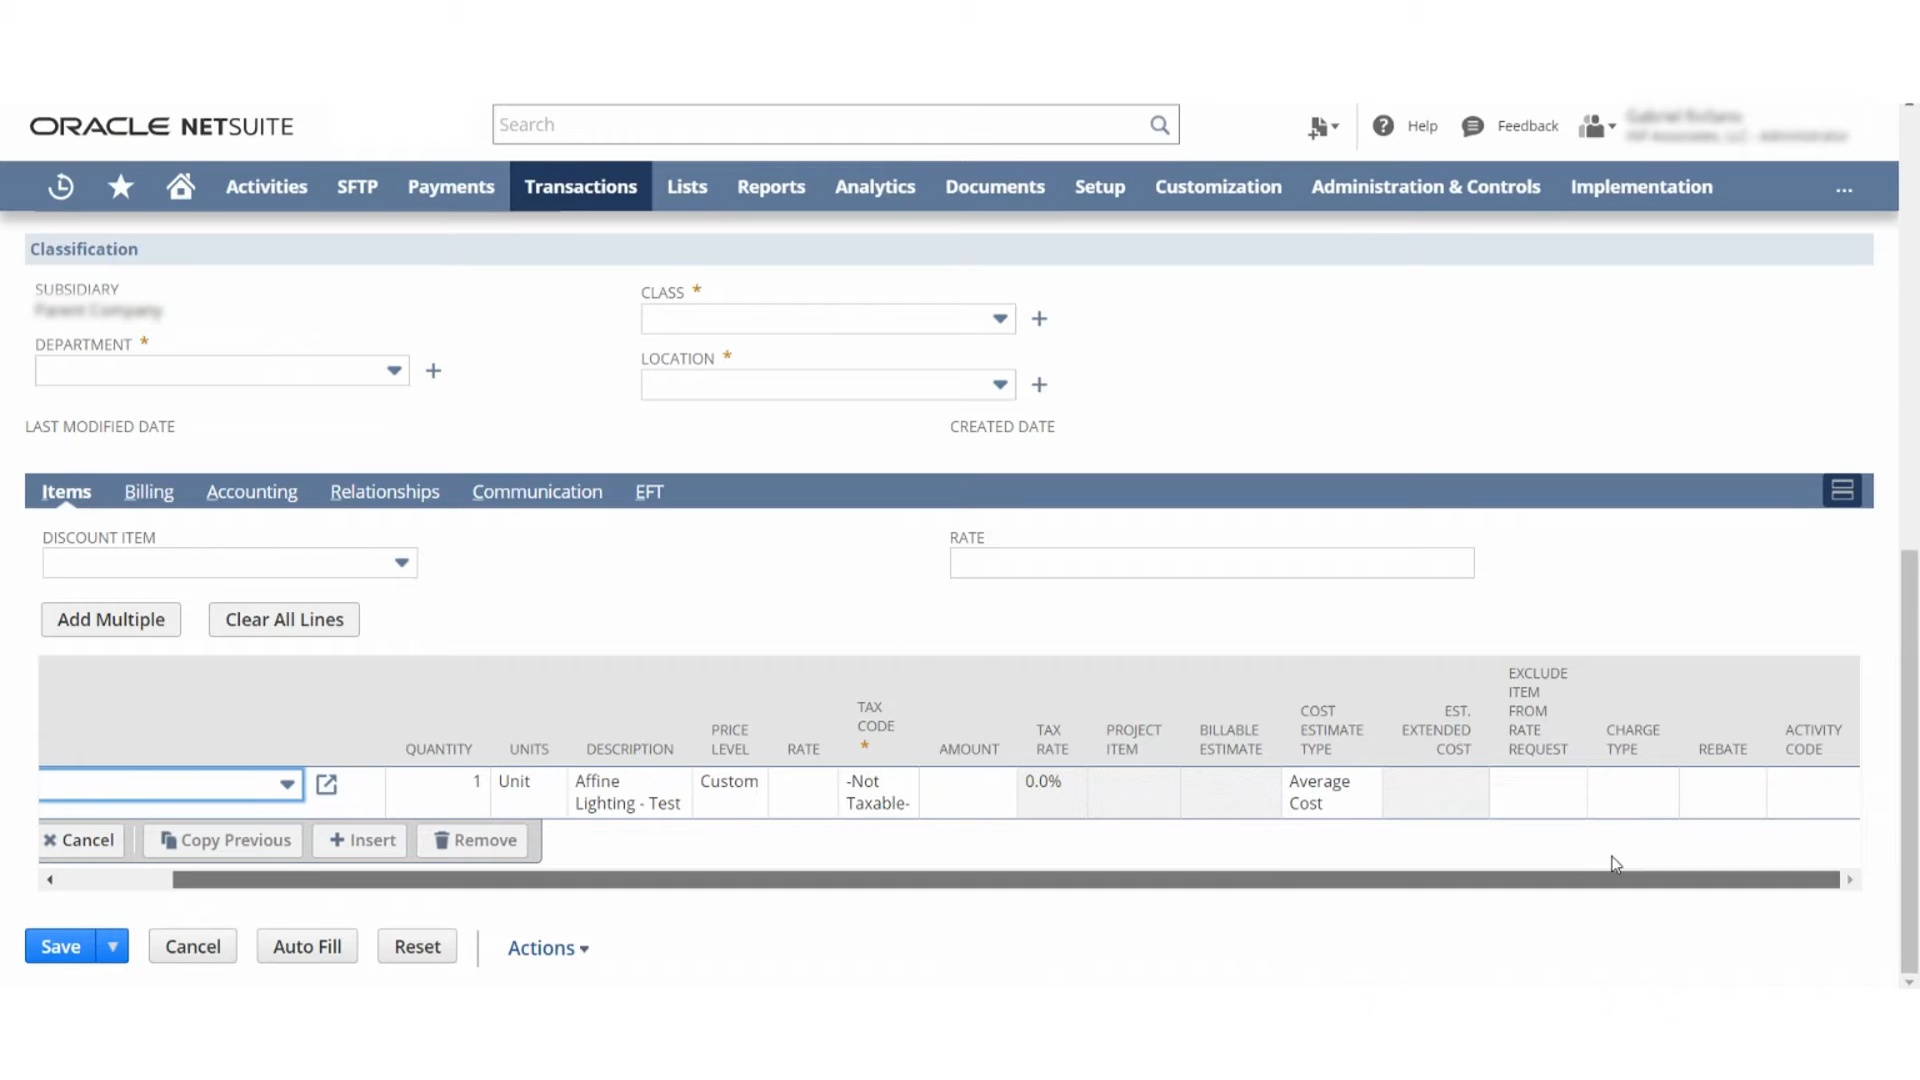 ORACLE NETSUITE
Search
Help
Feedback
Activities SFTP Payments Transactions Lists Reports Analytics Documents Setup Customization Administration & Controls Implementation ...
Classification
SUBSIDIARY
Parent Company
CLASS *
DEPARTMENT *
LOCATION *
LAST MODIFIED DATE
CREATED DATE
Items Billing Accounting Relationships Communication EFT
DISCOUNT ITEM
RATE
Add Multiple
Clear All Lines
QUANTITY
UNITS
DESCRIPTION
PRICE
LEVEL
RATE
TAX
CODE
*
AMOUNT
TAX
RATE
PROJECT
ITEM
BILLABLE
ESTIMATE
COST
ESTIMATE
TYPE
EST.
EXTENDED
COST
EXCLUDE
ITEM
FROM
RATE
REQUEST
CHARGE
TYPE
REBATE
ACTIVITY
CODE
1
Unit
Affine
Lighting - Test
Custom
-Not
Taxable-
0.0%
Average
Cost
Cancel
Copy Previous
Insert
Remove
Save
Cancel
Auto Fill
Reset
Actions